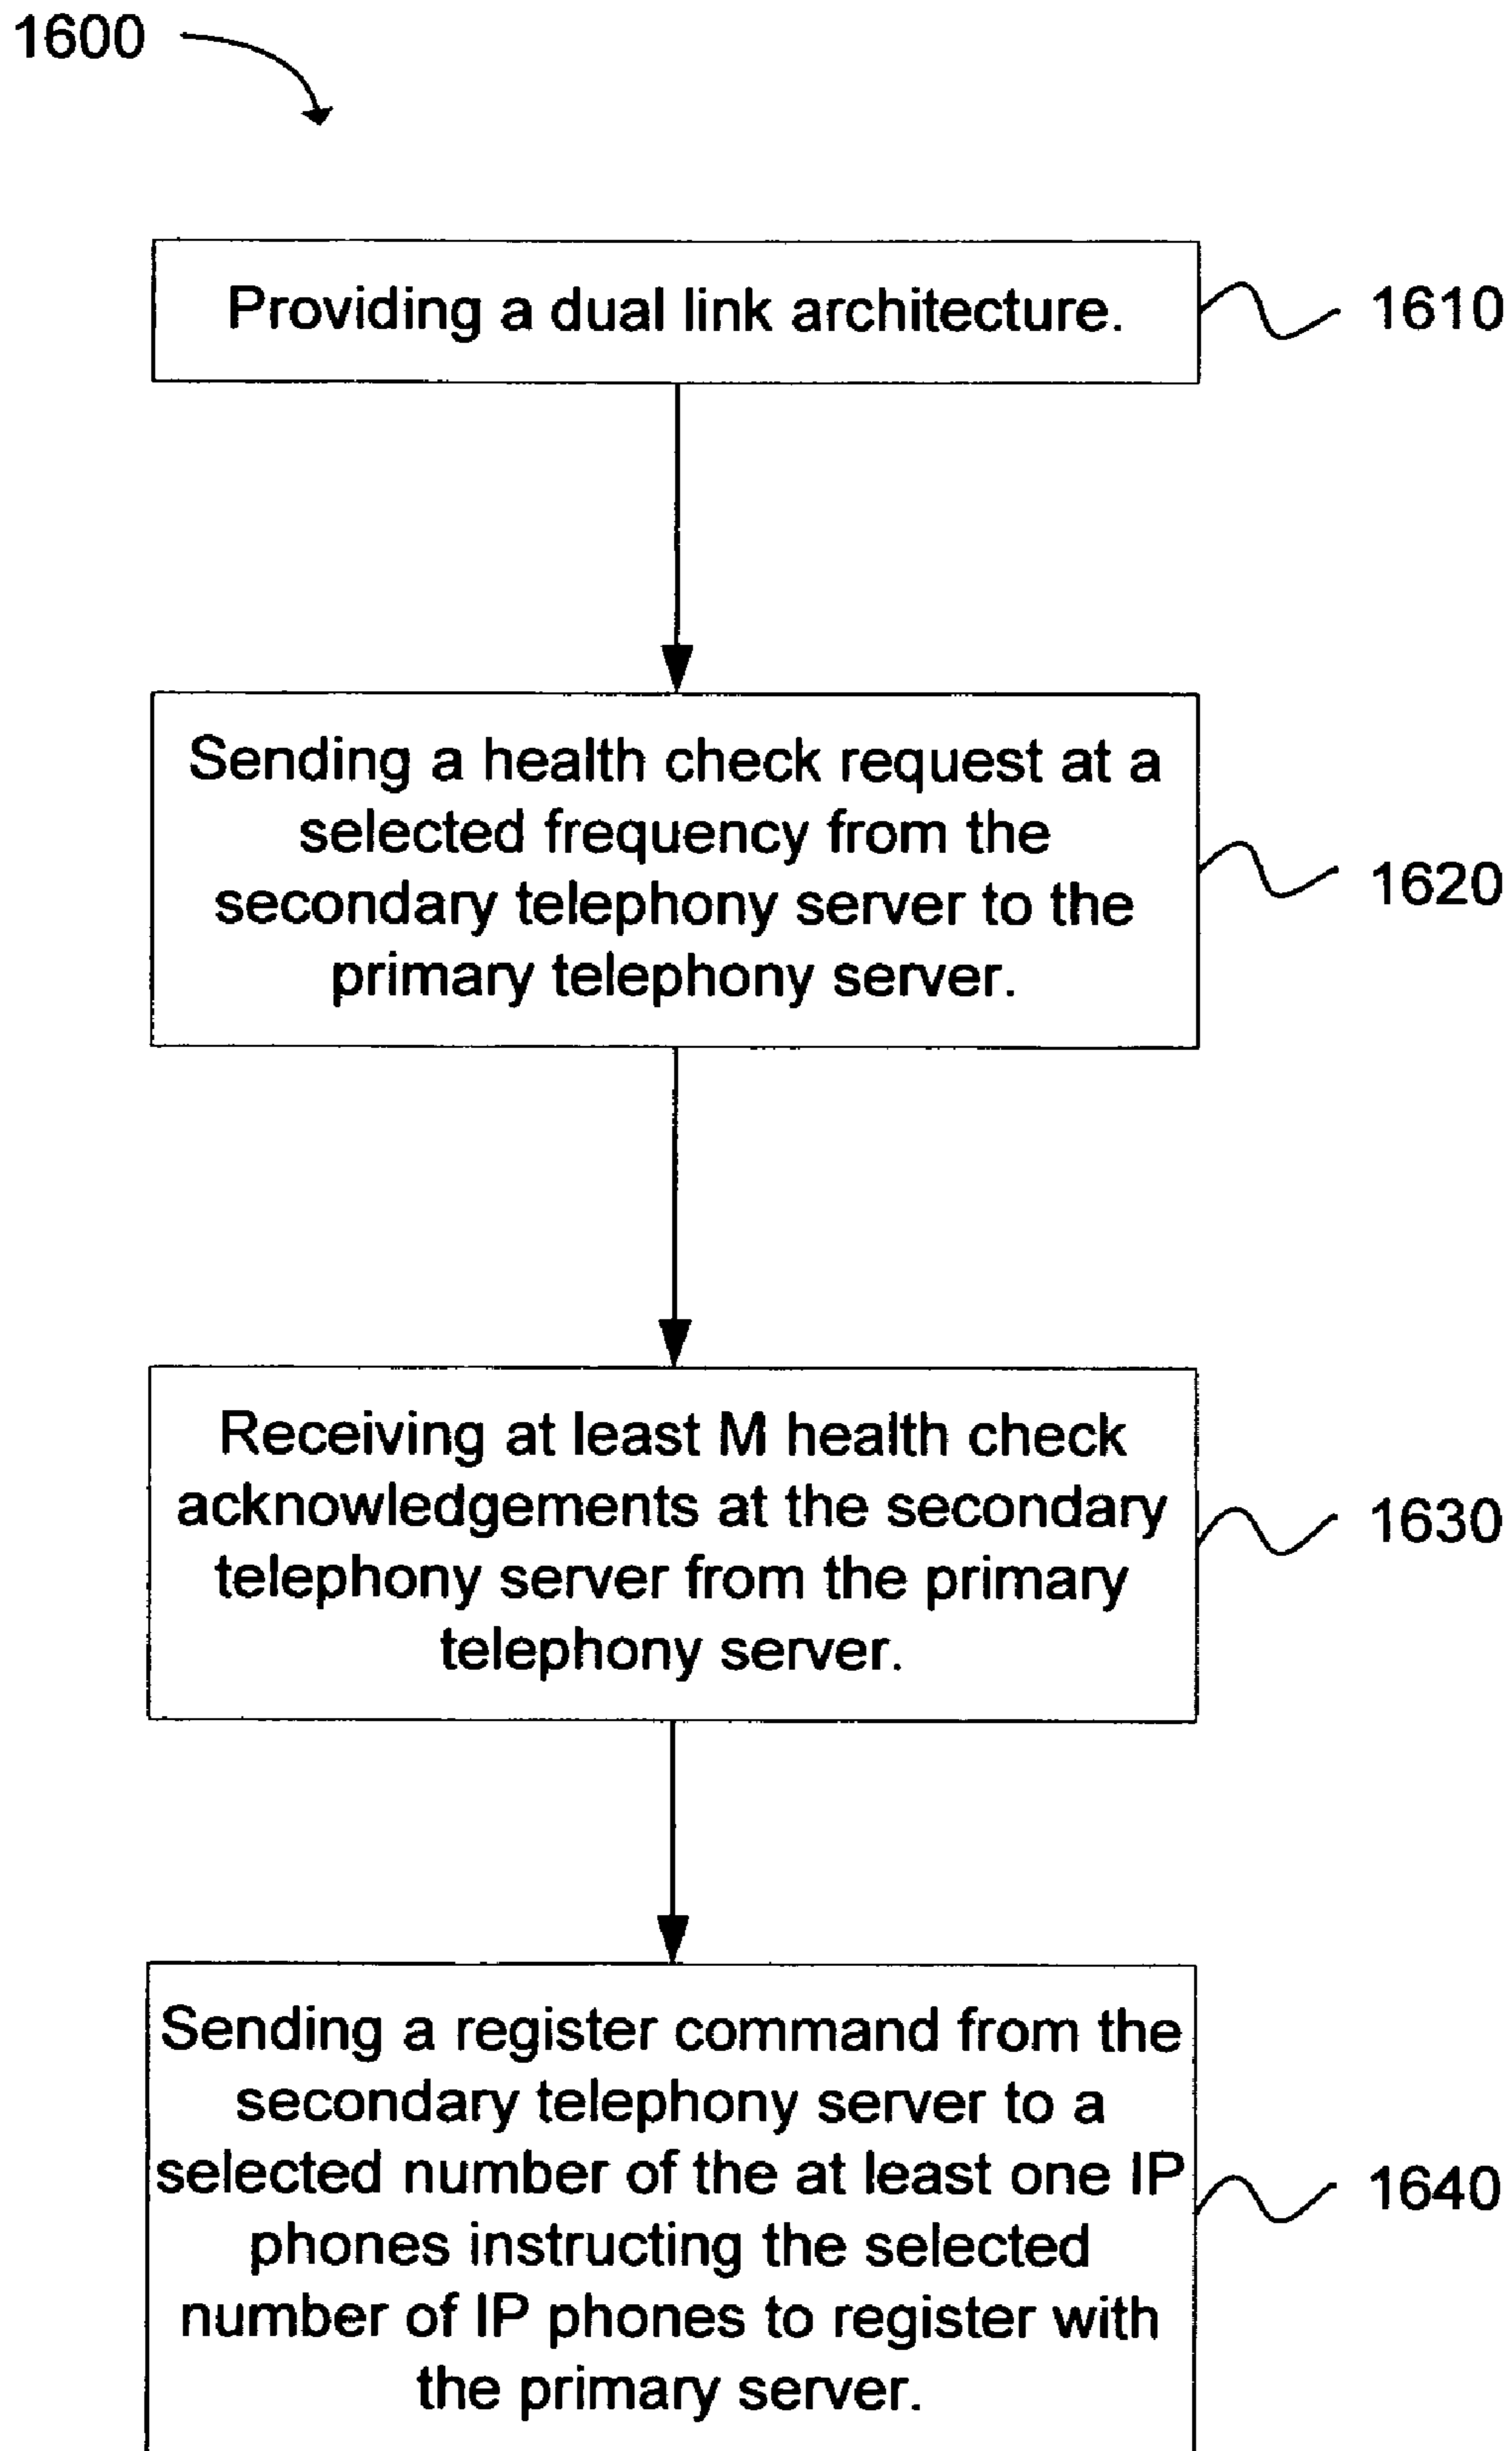 1600
Providing a dual link architecture.
1610
Sending a health check request at a
selected frequency from the
secondary telephony server to the
primary telephony server.
1620
Receiving at least M health check
acknowledgements at the secondary
telephony server from the primary
telephony server.
1630
Sending a register command from the
secondary telephony server to a
selected number of the at least one IP
phones instructing the selected
number of IP phones to register with
the primary server.
1640